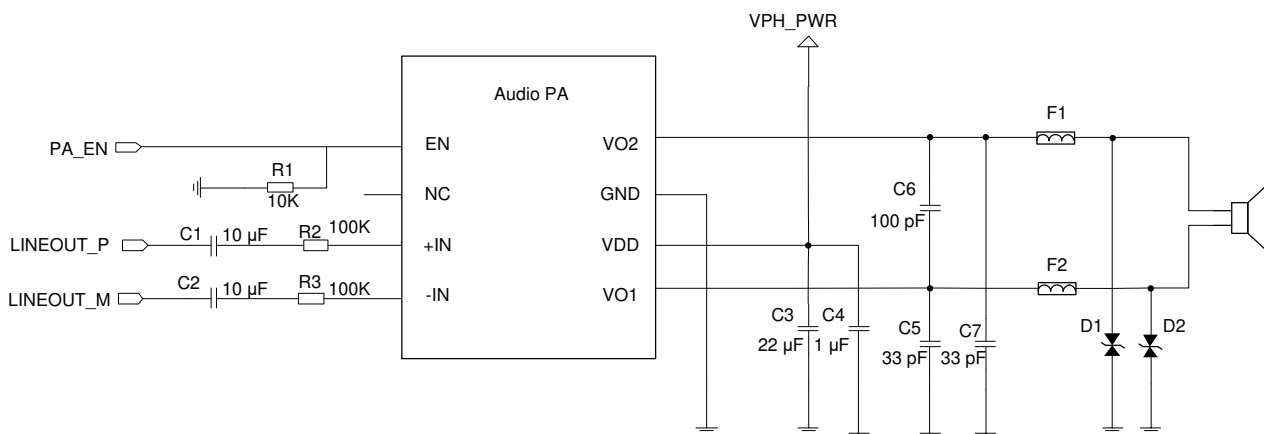 VPH_PWR
Audio PA
F1
PA_EN
EN
VO2
R1
10K
NC
GND
C6
100 pF
LINEOUT_P
C1
10 µF
R2
100K
+IN
VDD
LINEOUT_M
C2
10 µF
R3
100K
-IN
VO1
F2
C3
22 µF
C4
1 µF
C5
33 pF
C7
33 pF
D1
D2